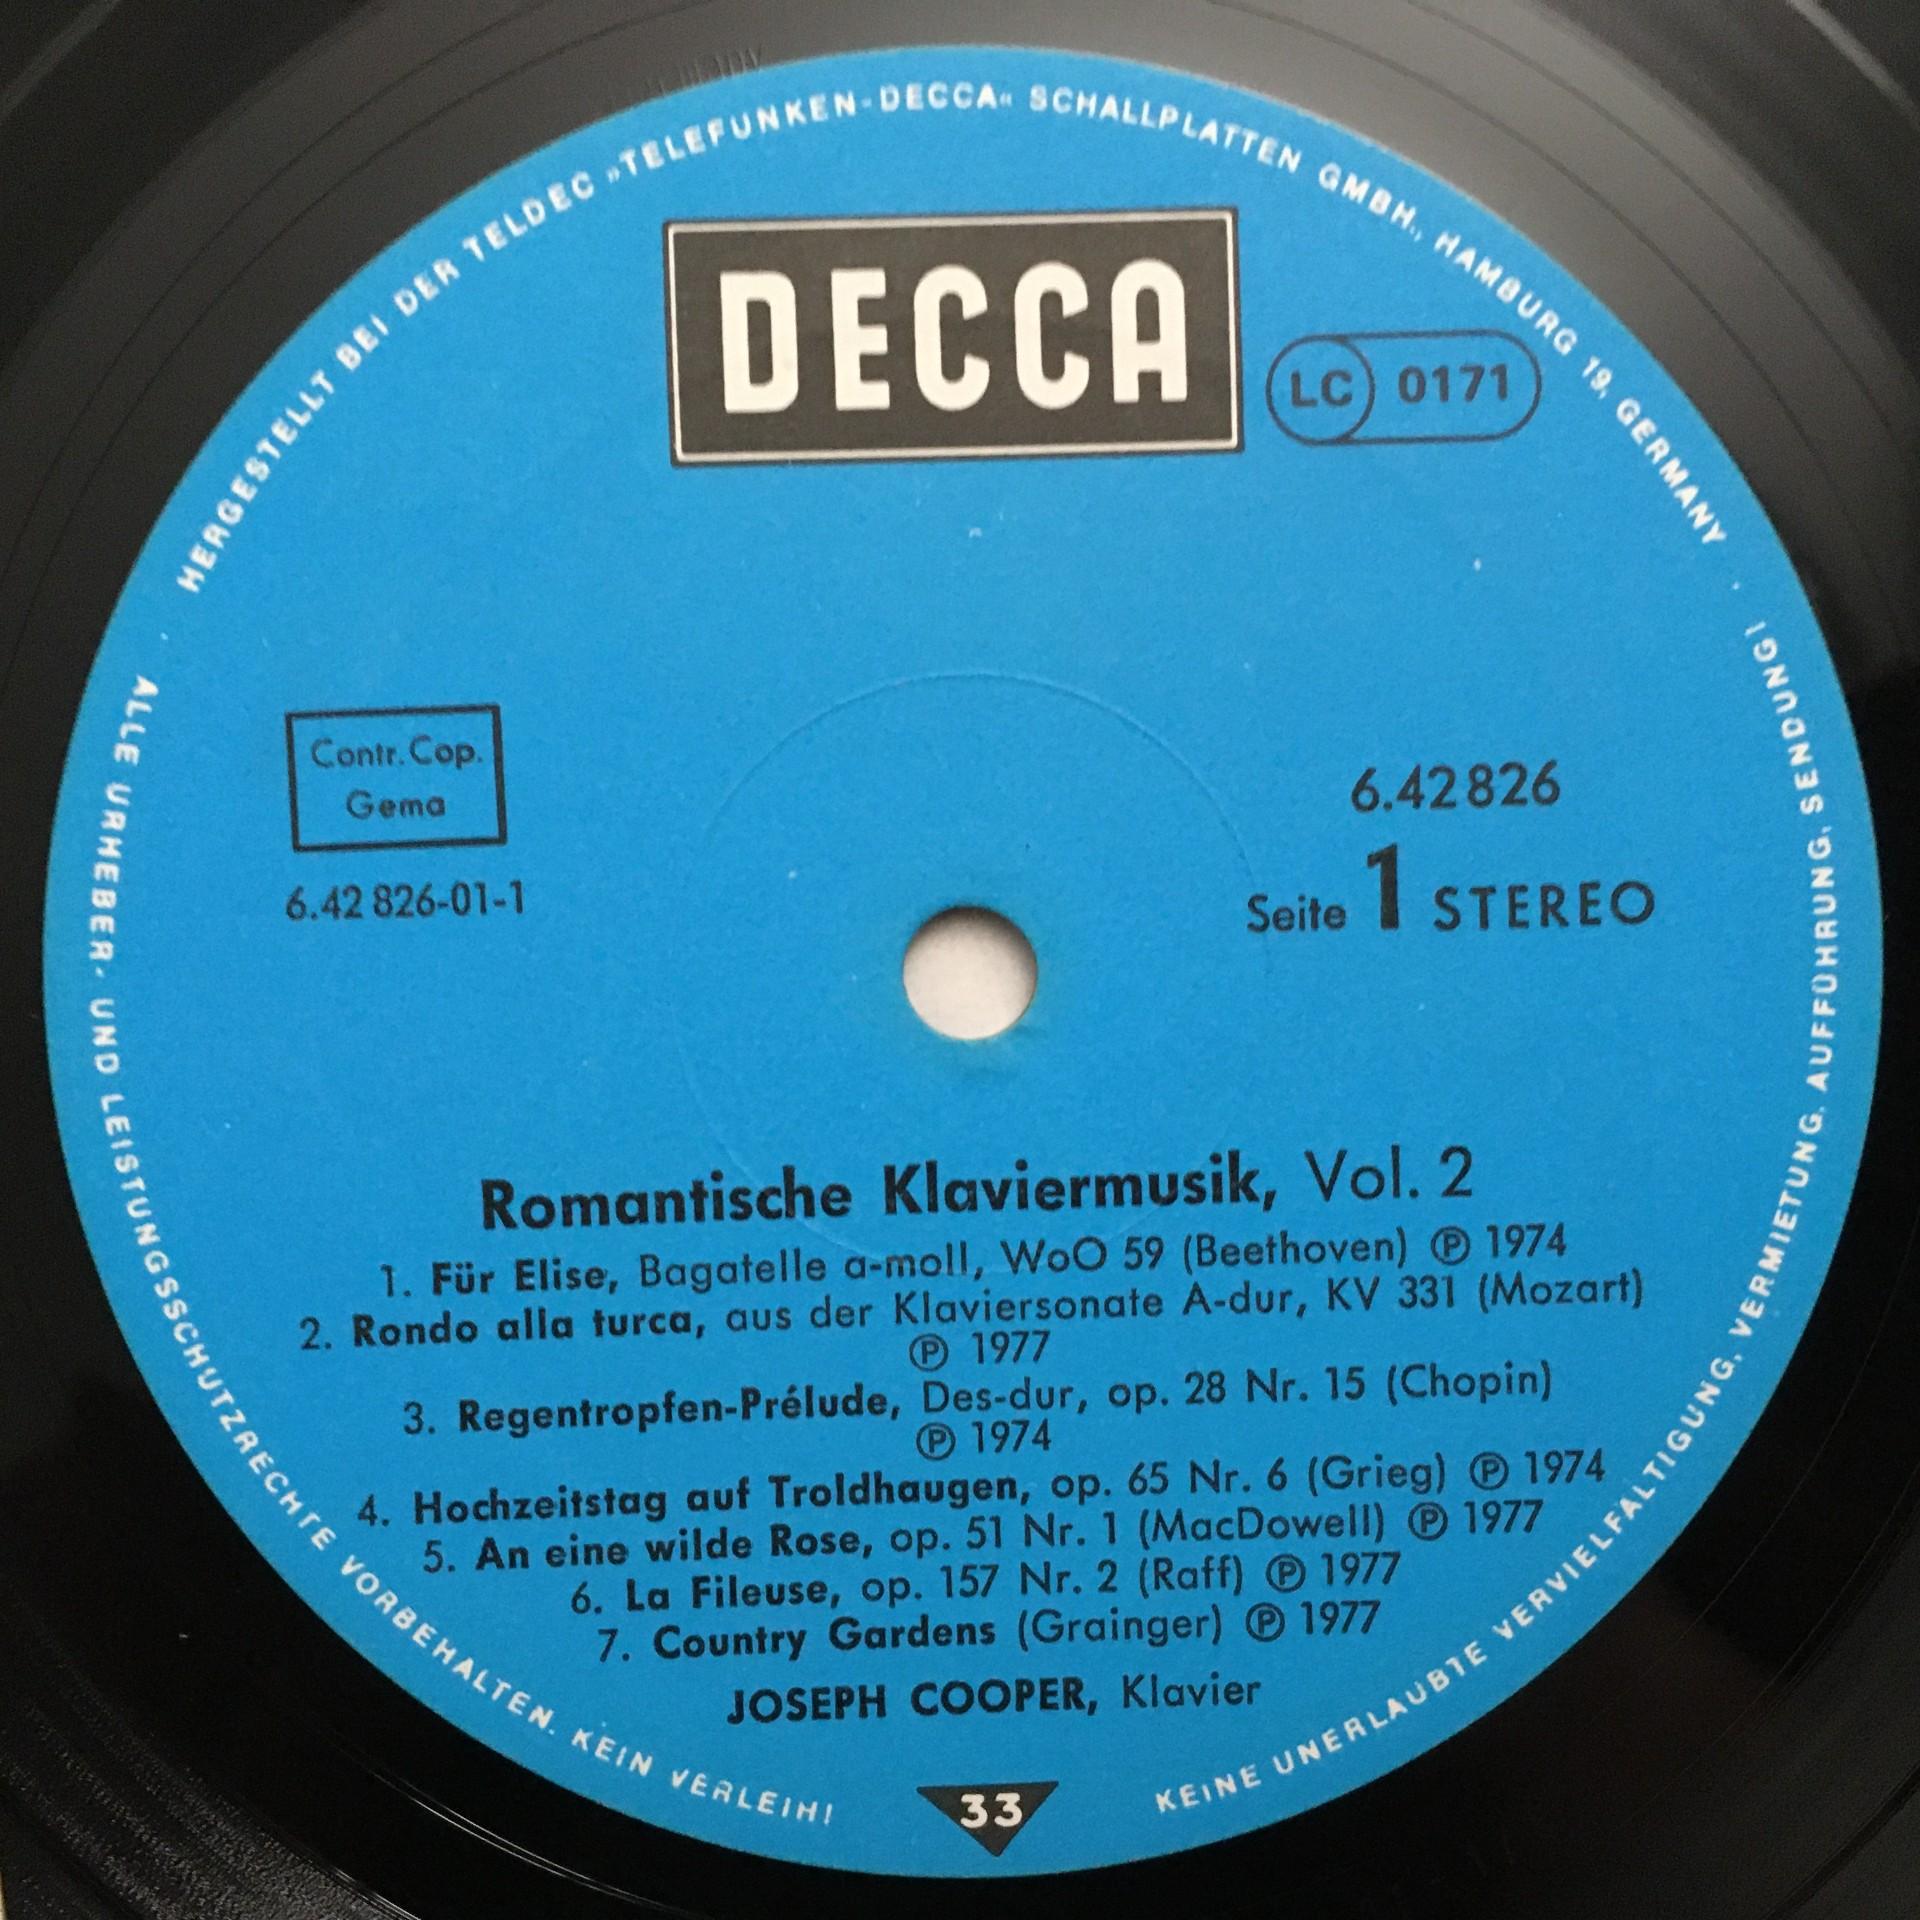 HERGESTELLT BEI DER TELDEC »TELEFUNKEN-DECCA« SCHALLPLATTEN GMBH., HAMBURG 19, GERMANY ·
DECCA
LC 0171
Contr. Cop.
Gema
6.42 826-01-1
6.42826
Seite 1 STEREO
Romantische Klaviermusik, Vol. 2
1. Für Elise, Bagatelle a-moll, WoO 59 (Beethoven) ℗ 1974
2. Rondo alla turca, aus der Klaviersonate A-dur, KV 331 (Mozart)
℗ 1977
3. Regentropfen-Prélude, Des-dur, op. 28 Nr. 15 (Chopin)
℗ 1974
4. Hochzeitstag auf Troldhaugen, op. 65 Nr. 6 (Grieg) ℗ 1974
5. An eine wilde Rose, op. 51 Nr. 1 (MacDowell) ℗ 1977
6. La Fileuse, op. 157 Nr. 2 (Raff) ℗ 1977
7. Country Gardens (Grainger) ℗ 1977
JOSEPH COOPER, Klavier
33
· ALLE URHEBER- UND LEISTUNGSSCHUTZRECHTE VORBEHALTEN. KEIN VERLEIH!
KEINE UNERLAUBTE VERVIELFÄLTIGUNG, VERMIETUNG, AUFFÜHRUNG, SENDUNG!